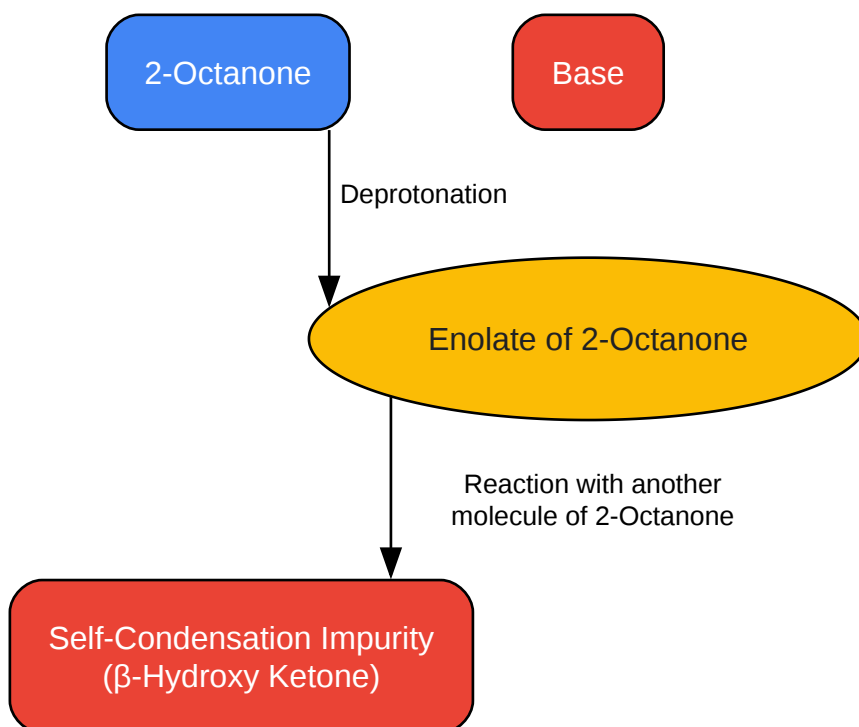 2-Octanone
Base
Deprotonation
Enolate of 2-Octanone
Reaction with another
molecule of 2-Octanone
Self-Condensation Impurity
(β-Hydroxy Ketone)